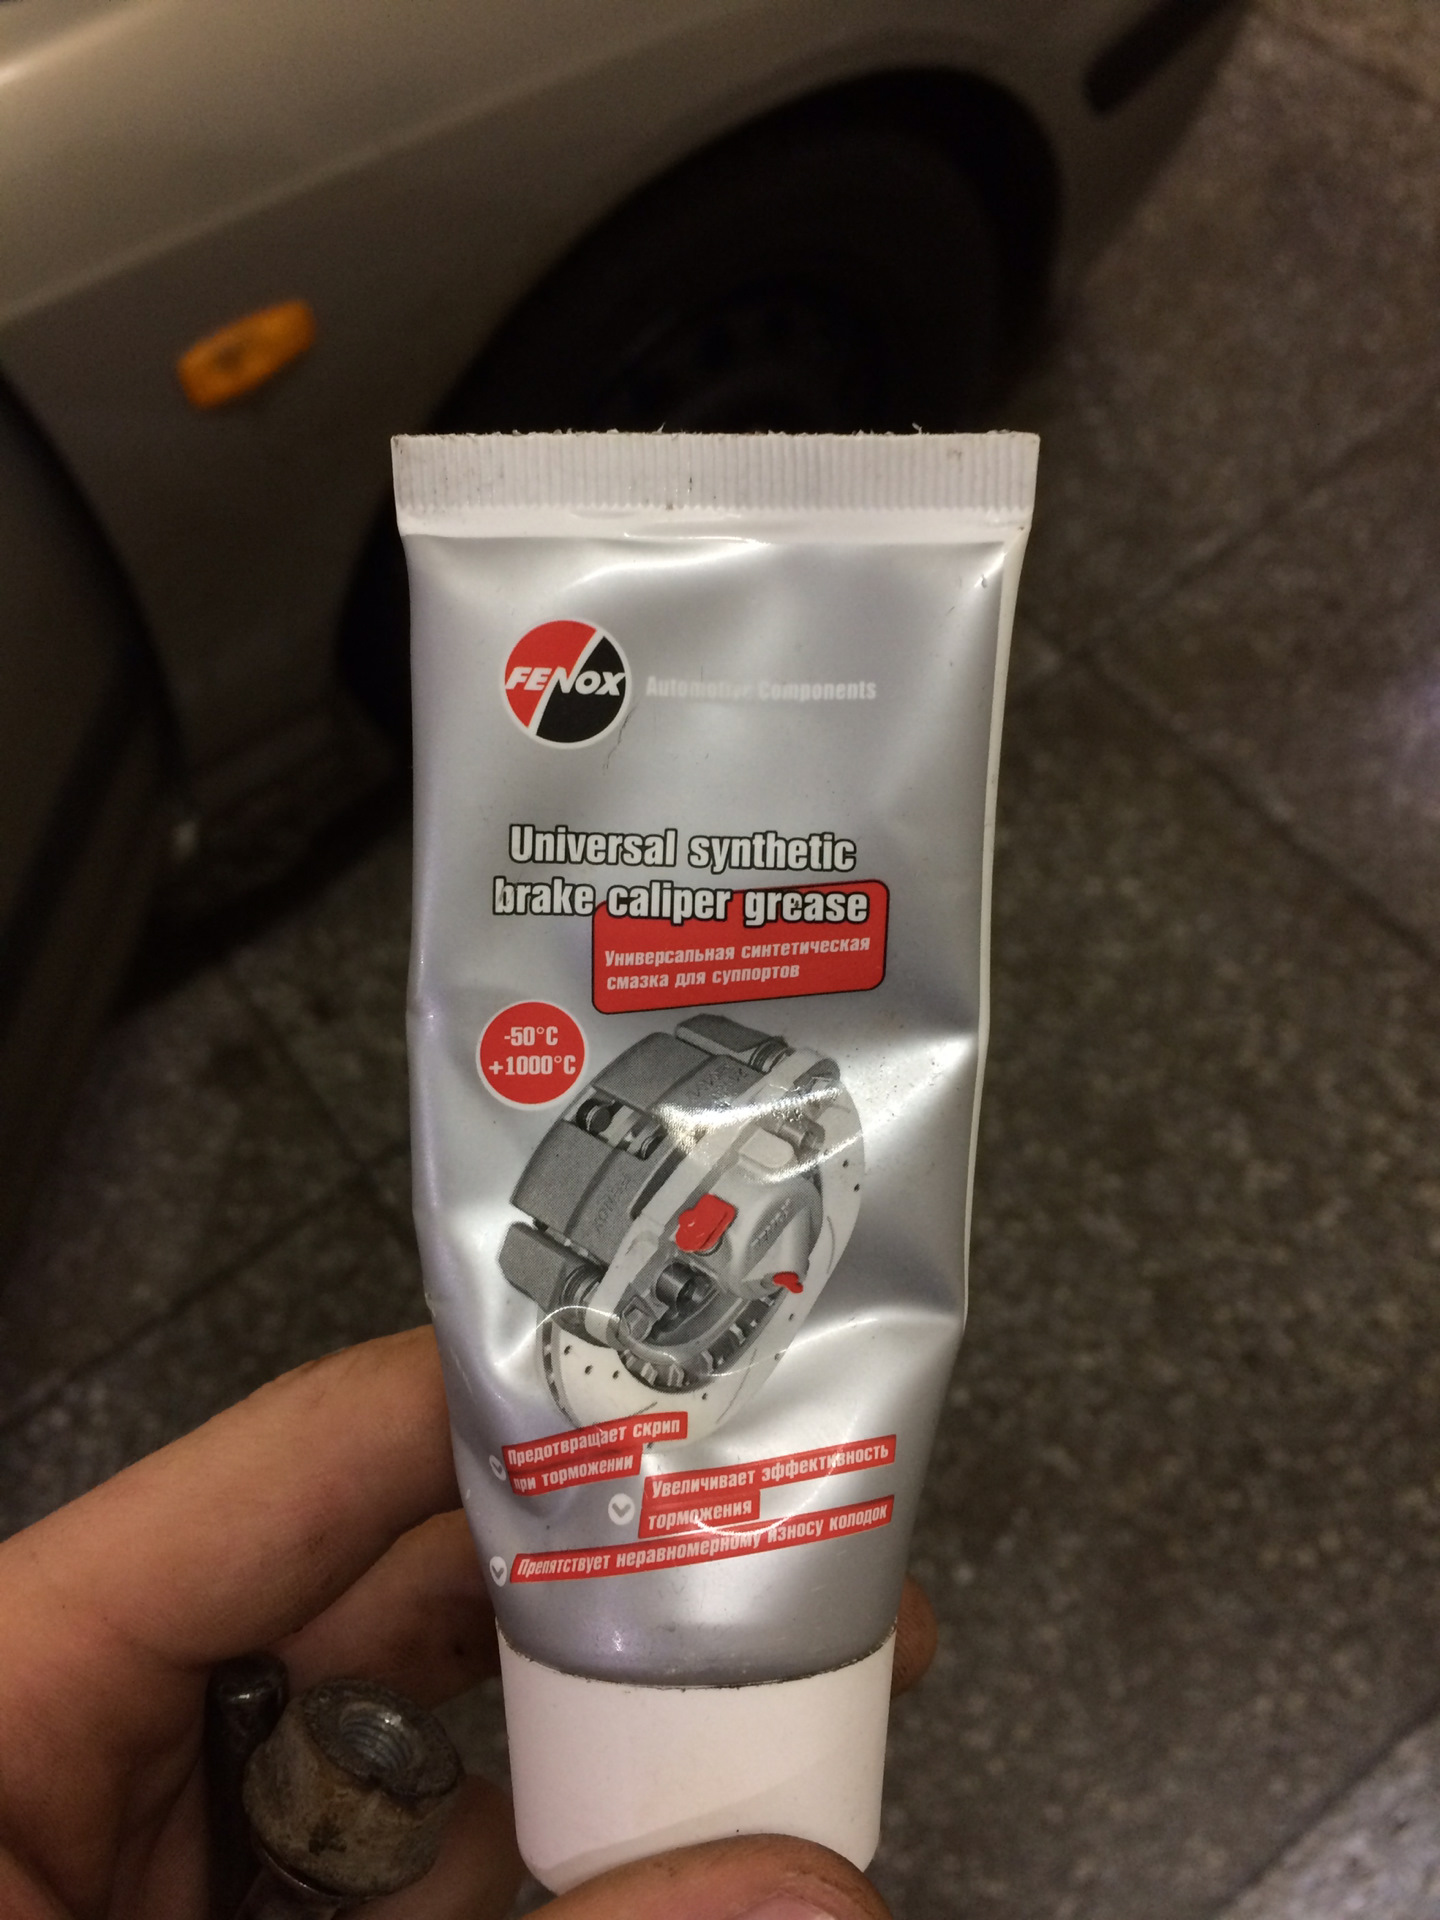 FENOX
Automotive Components
Universal synthetic
brake caliper grease
Универсальная синтетическая
смазка для суппортов
-50°C
+1000°C
Предотвращает скрип
при торможении
Увеличивает эффективность
торможения
Препятствует неравномерному износу колодок